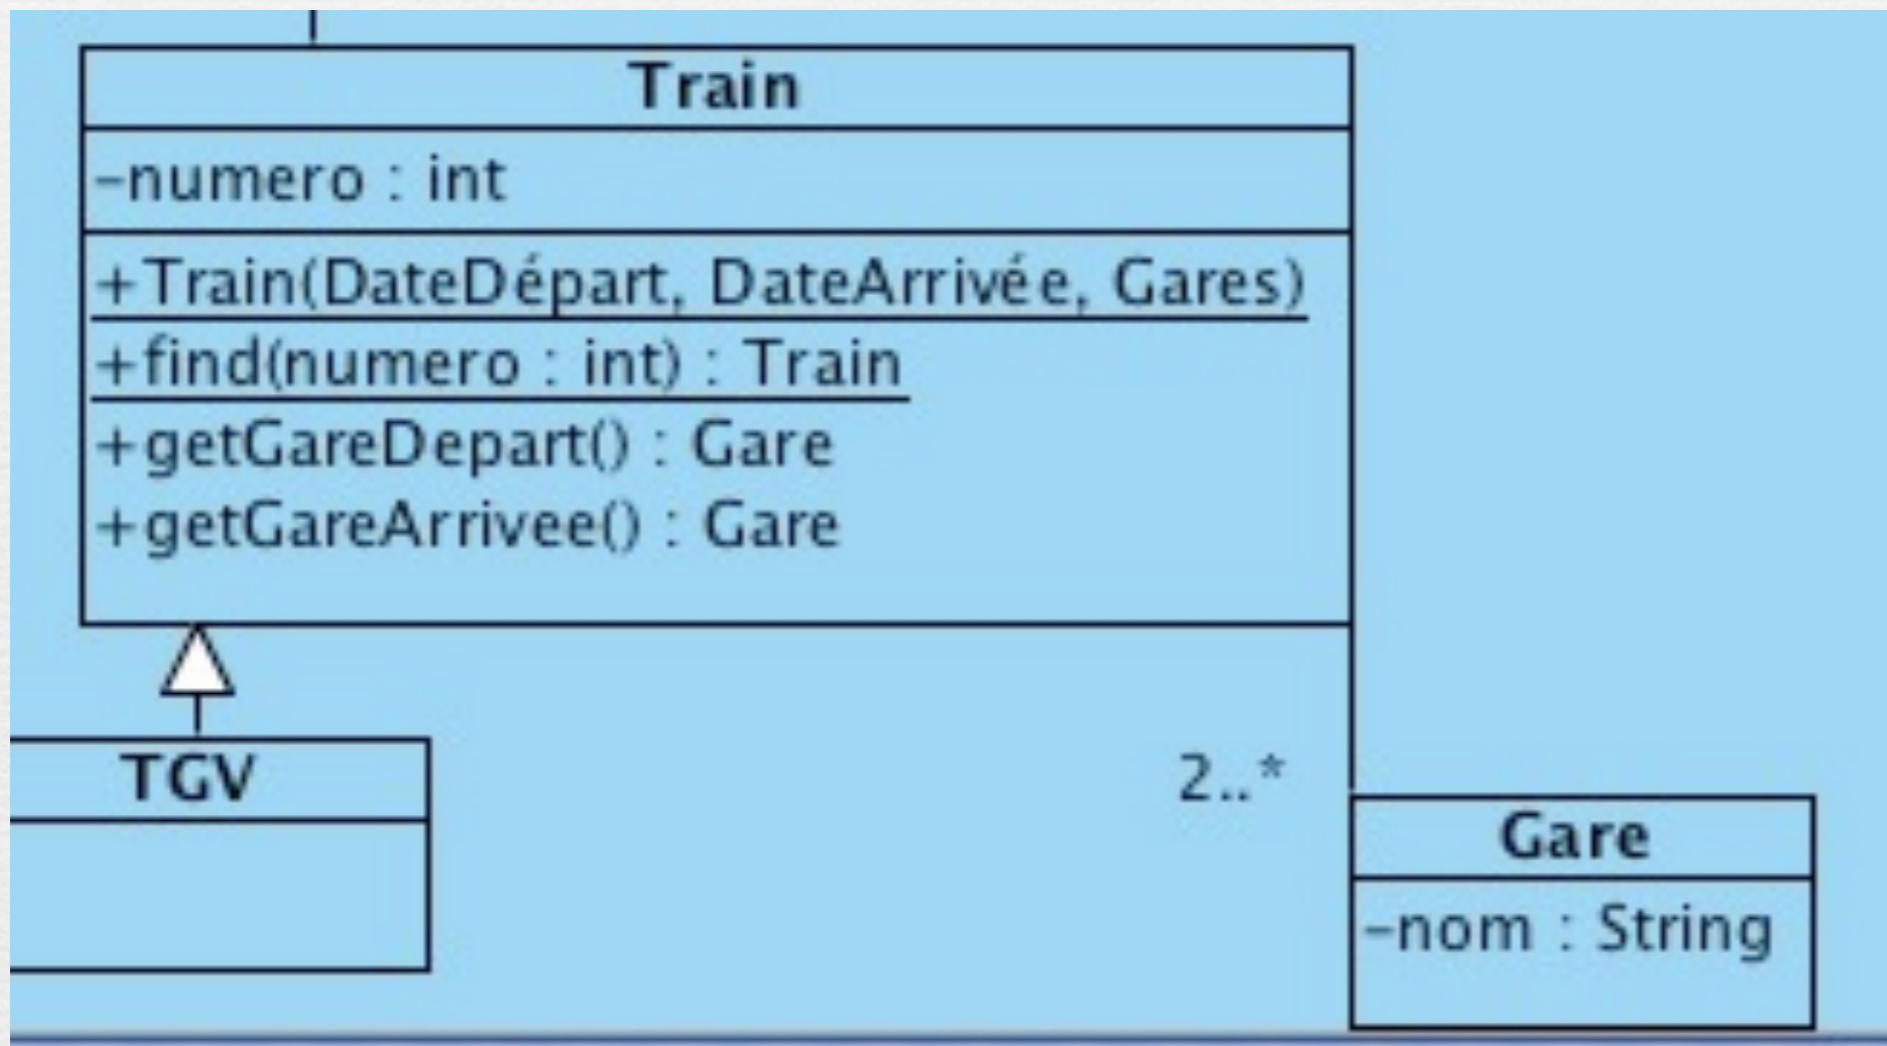 Train
-numero : int
+Train(DateDépart, DateArrivée, Gares)
+find(numero : int) : Train
+getGareDepart() : Gare
+getGareArrivee() : Gare
TGV
2..*
Gare
-nom : String